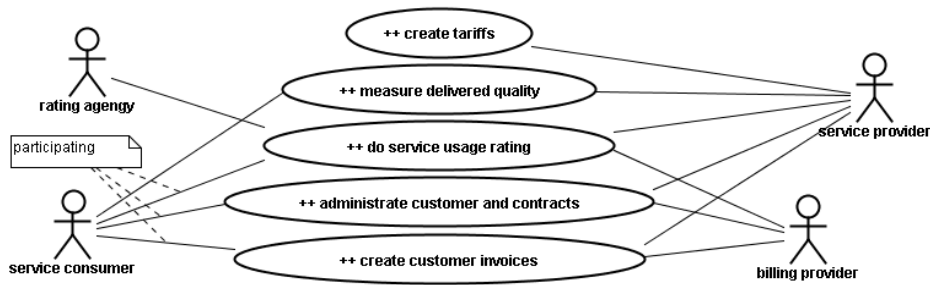 ++ create tariffs
++ measure delivered quality
rating agengy
service provider
participating
++ do service usage rating
++ administrate customer and contracts
service consumer
++ create customer invoices
billing provider